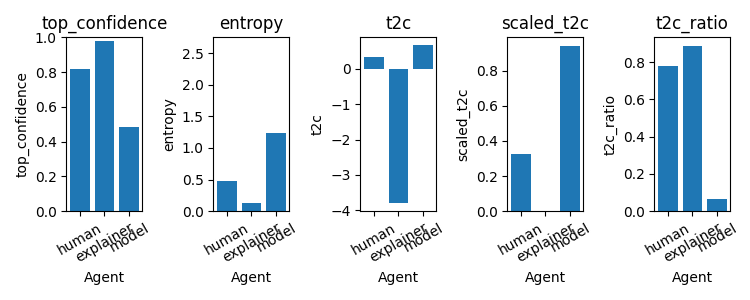 top_confidence
top_confidence
1.0
0.8
0.6
0.4
0.2
0.0
human
explainer
model
Agent
entropy
entropy
2.5
2.0
1.5
1.0
0.5
0.0
human
explainer
model
Agent
t2c
t2c
0
−1
−2
−3
−4
human
explainer
model
Agent
scaled_t2c
scaled_t2c
0.8
0.6
0.4
0.2
0.0
human
explainer
model
Agent
t2c_ratio
t2c_ratio
0.8
0.6
0.4
0.2
0.0
human
explainer
model
Agent